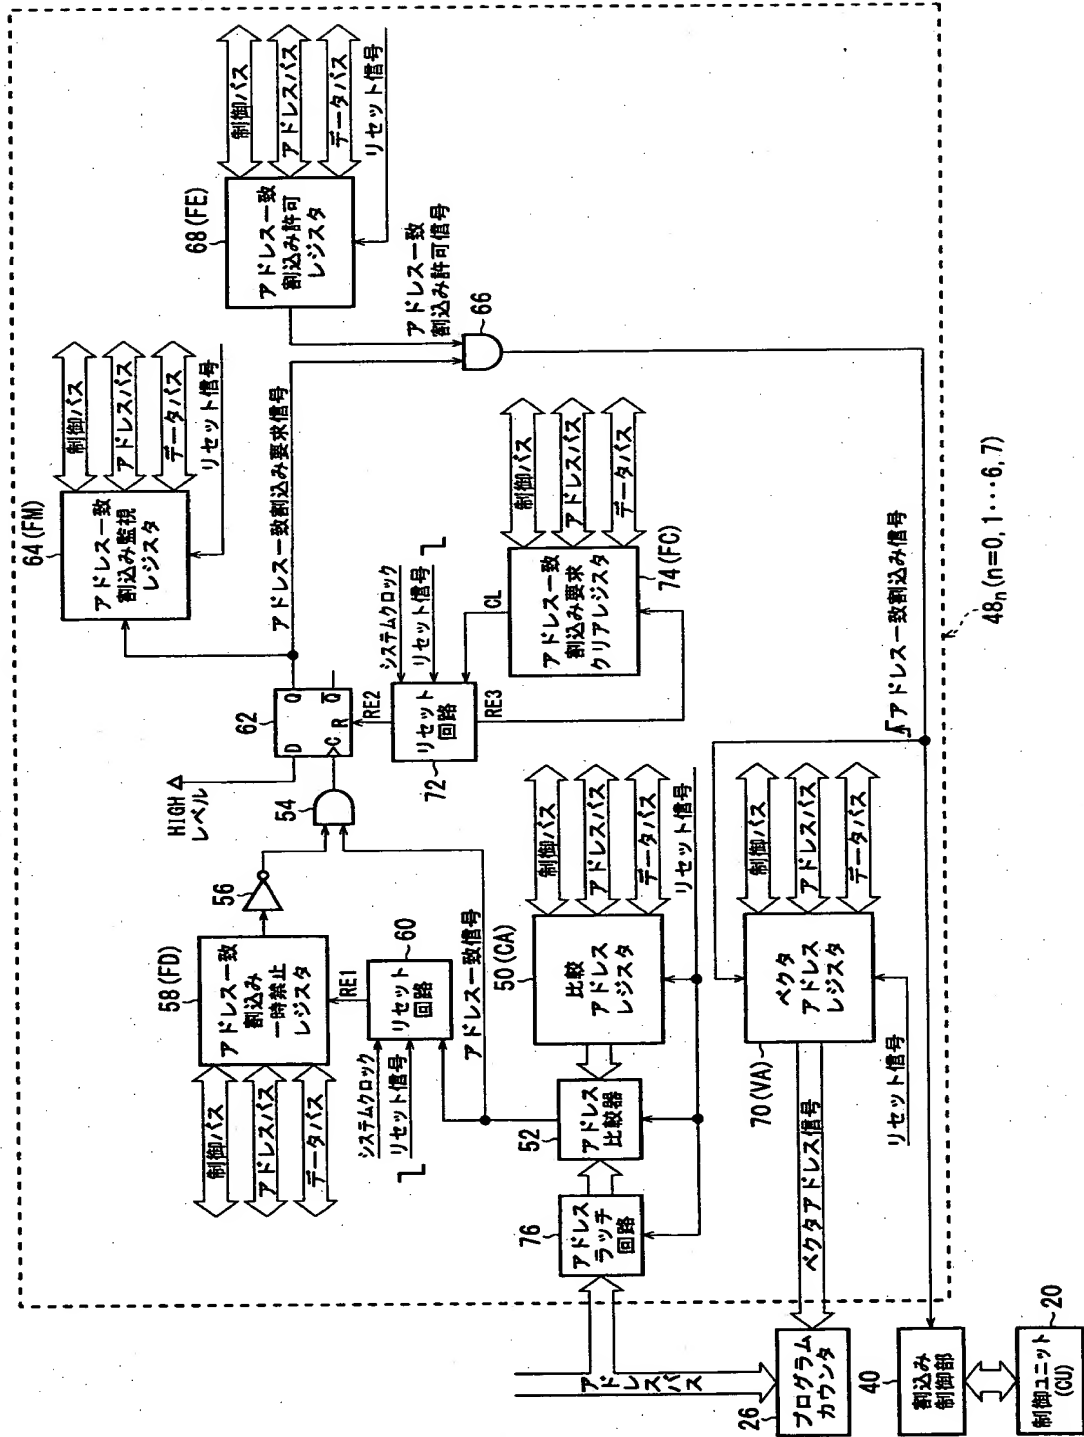 制御バス
アドレスバス
データバス
リセット信号
68(FE)
アドレス一致
割込み許可
レジスタ
アドレス一致
割込み許可信号
66
制御バス
アドレスバス
データバス
リセット信号
64(FM)
アドレス一致
割込み監視
レジスタ
アドレス一致割込み要求信号
制御バス
アドレスバス
データバス
74(FC)
アドレス一致
割込み要求
クリアレジスタ
CL
システムクロック
リセット信号
RE2
RE3
リセット
回路
72
62
D
Q
C
R
Q
HIGH
レベル
54
56
58(FD)
アドレス一致
割込み
一時禁止
レジスタ
制御バス
アドレスバス
データバス
RE1
60
リセット
回路
システムクロック
リセット信号
アドレス一致信号
制御バス
アドレスバス
データバス
リセット信号
50(CA)
比較
アドレス
レジスタ
52
アドレス
比較器
76
アドレス
ラッチ
回路
制御バス
アドレスバス
データバス
リセット信号
70(VA)
ベクタ
アドレス
レジスタ
ベクタアドレス信号
アドレス一致割込み信号
48n(n=0,1・・・6,7)
アドレスバス
26
プログラム
カウンタ
40
割込み
制御部
20
制御ユニット
(CU)